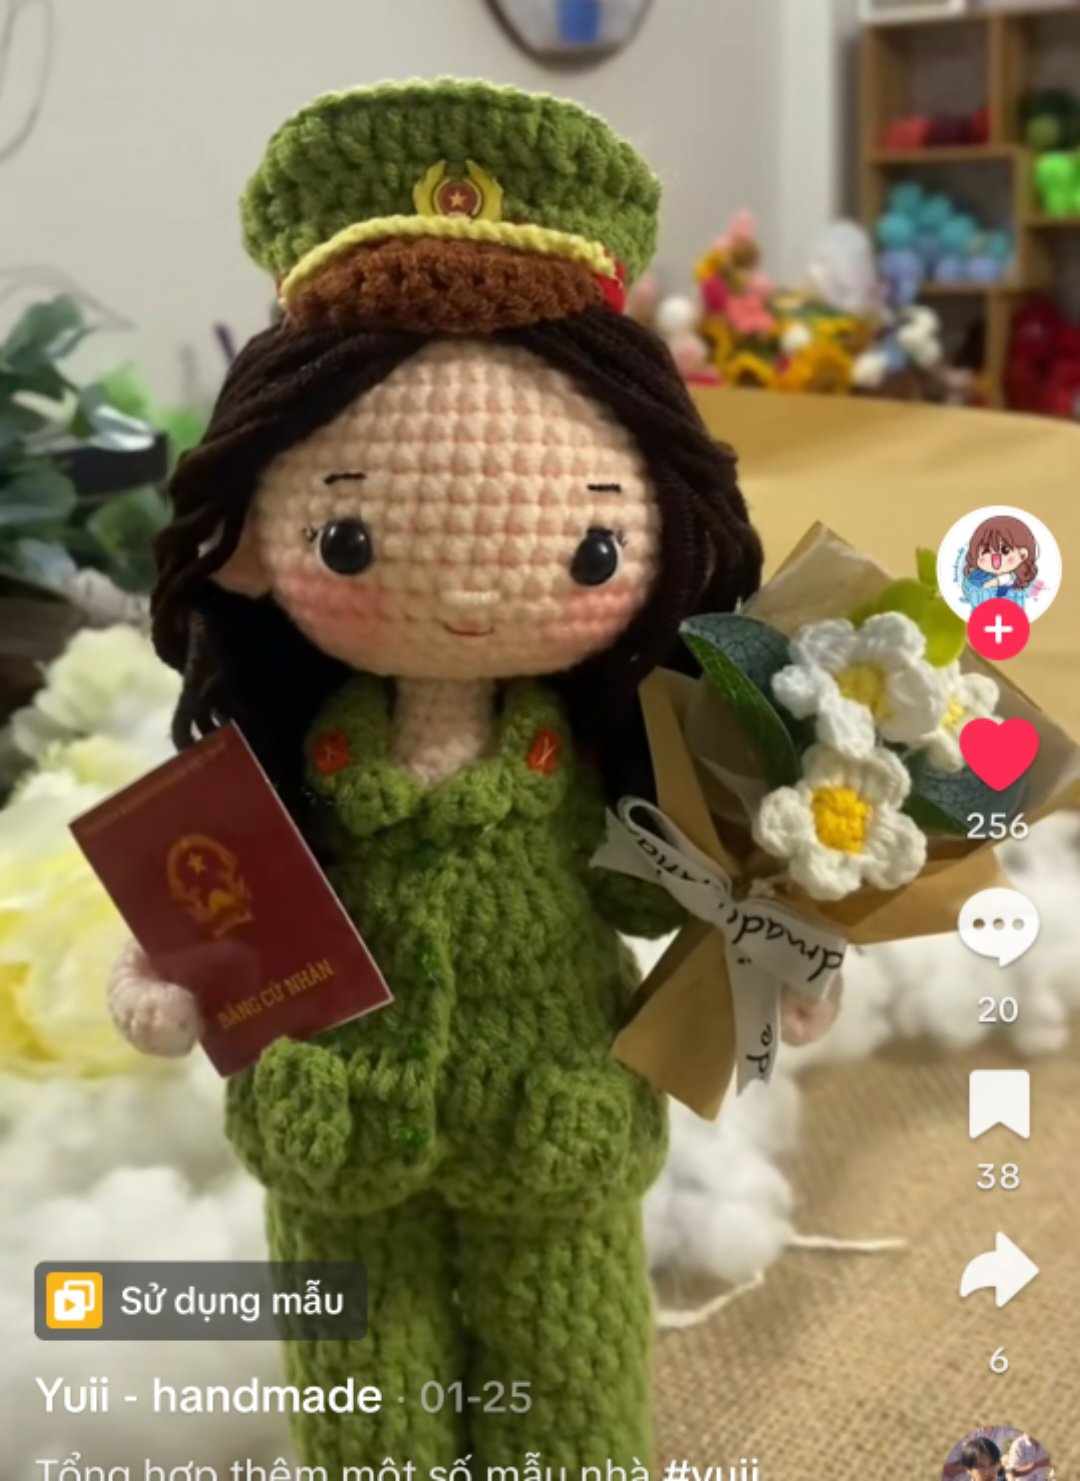 BẰNG CỬ NHÂN
256
20
38
6
Sử dụng mẫu
Yuii - handmade · 01-25
Tổng hợp thêm một số mẫu nhà #yuii